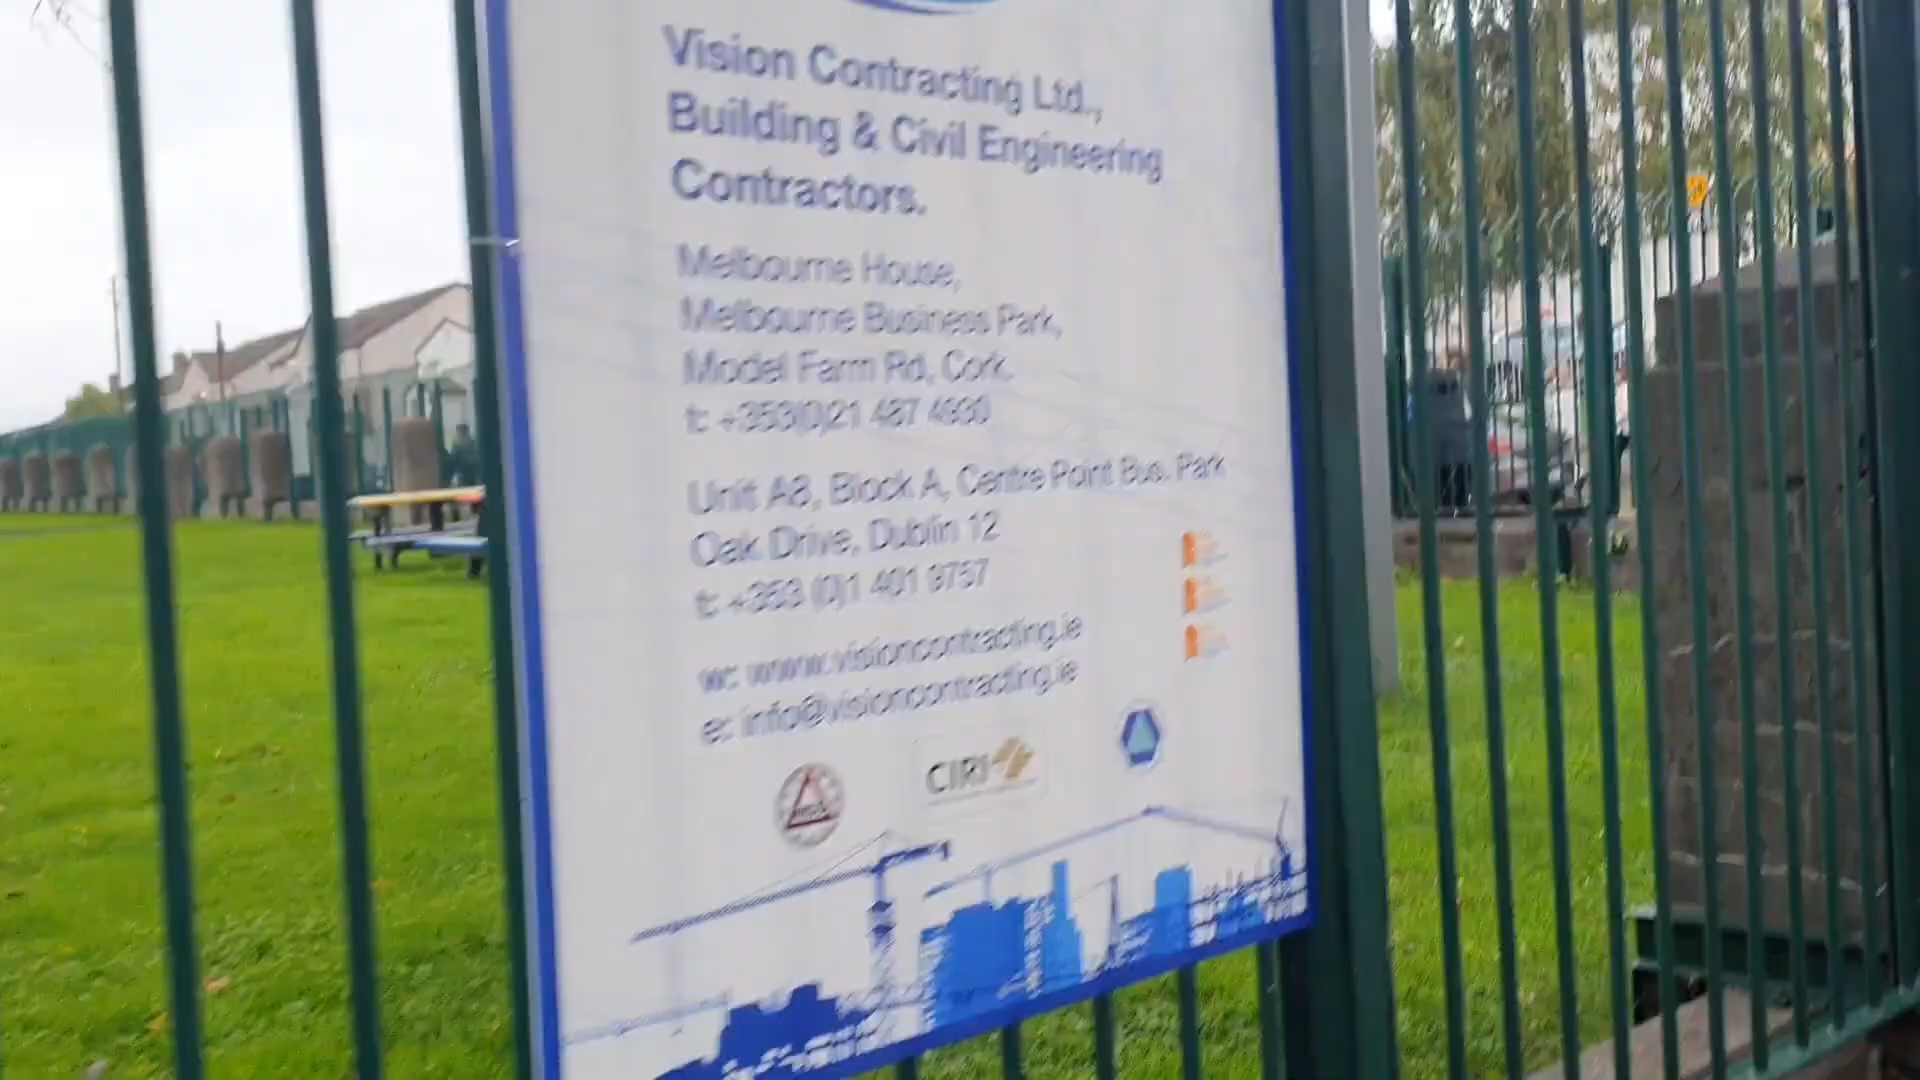 Vision Contracting Ltd.,
Building & Civil Engineering
Contractors.
Melbourne House,
Melbourne Business Park,
Model Farm Rd, Cork.
t: +353(0)21 487 4930
Unit A8, Block A, Centre Point Bus. Park
Oak Drive, Dublin 12
t: +353 (0)1 401 9757
w: www.visioncontracting.ie
e: info@visioncontracting.ie
CIRI